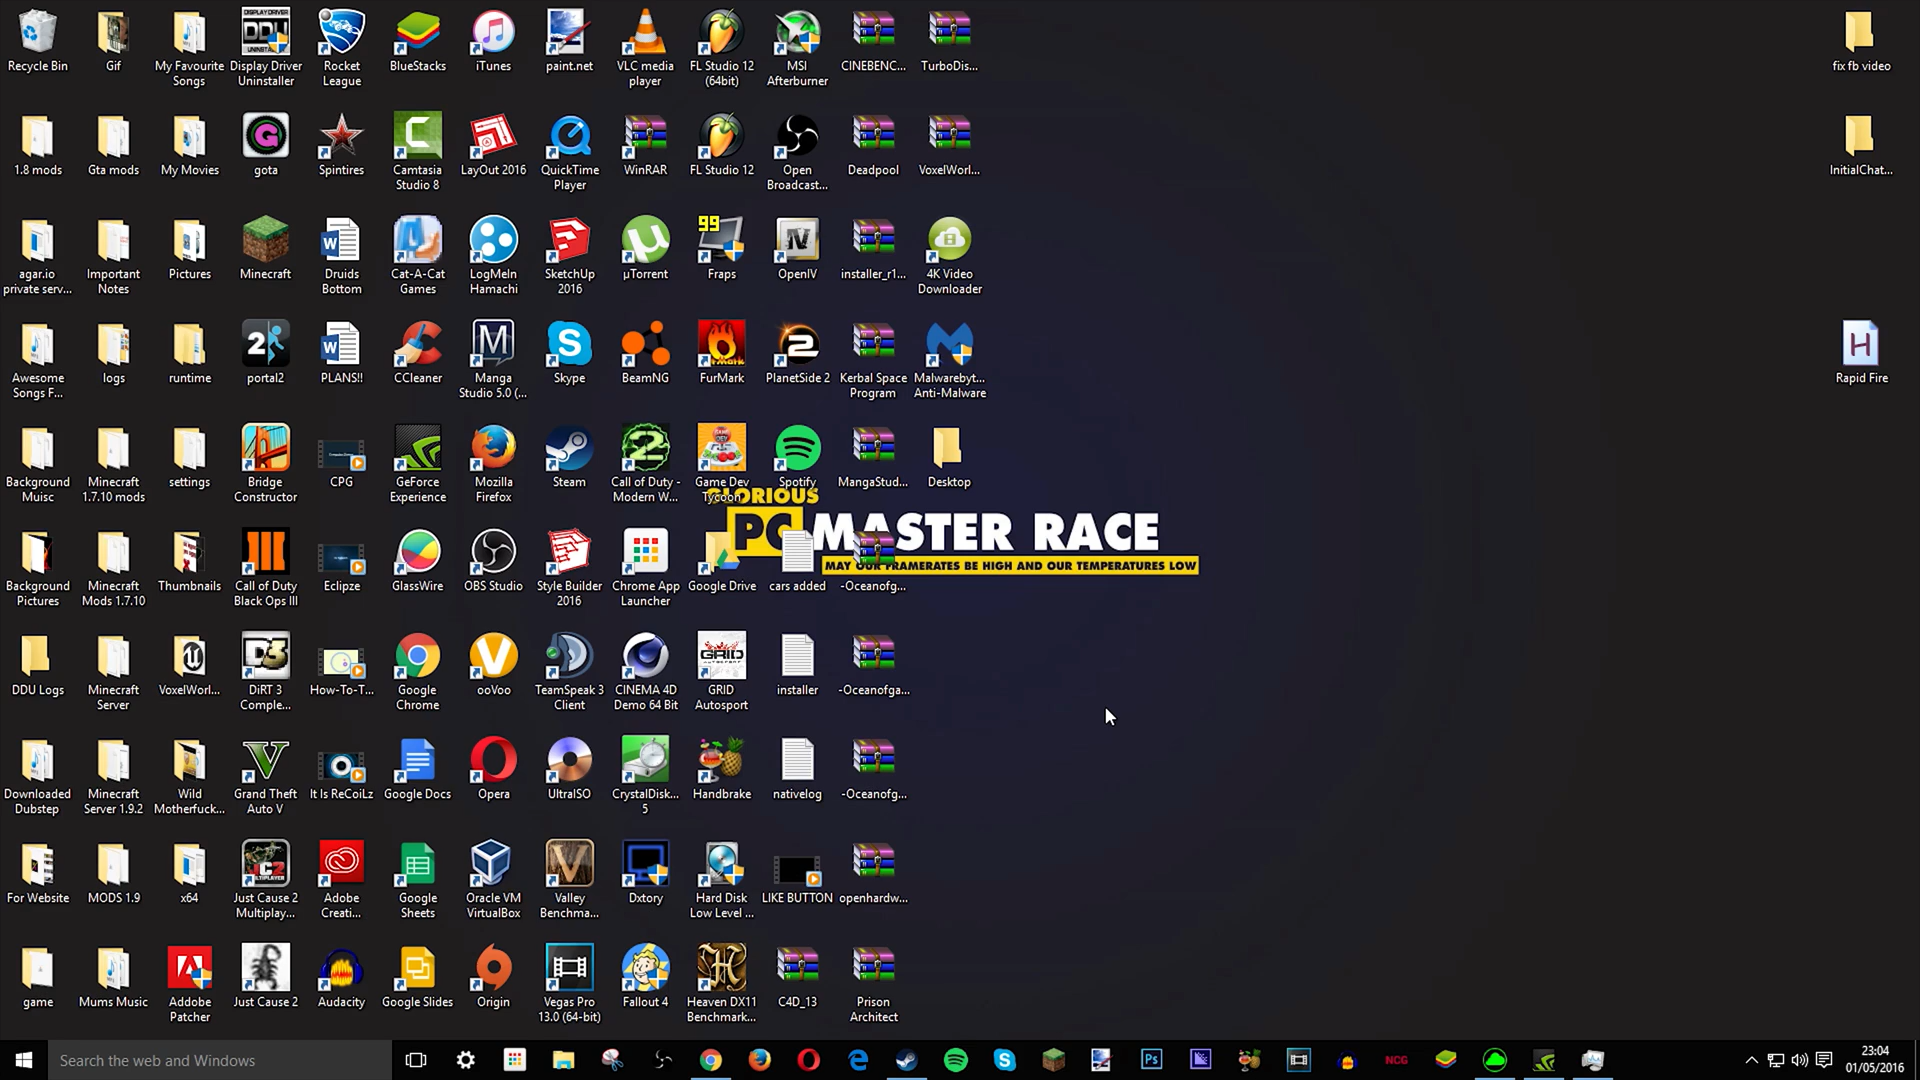 Recycle Bin
Gif
My Favourite
Songs
Display Driver
Uninstaller
DISPLAY DRIVER
DDU
UNINSTALL
Rocket
League
BlueStacks
iTunes
paint.net
VLC media
player
FL Studio 12
(64bit)
MSI
Afterburner
CINEBENC...
TurboDis...
fix fb video
1.8 mods
Gta mods
My Movies
gota
Spintires
Camtasia
Studio 8
LayOut 2016
QuickTime
Player
WinRAR
FL Studio 12
Open
Broadcast...
Deadpool
VoxelWorl...
InitialChat...
agar.io
private serv...
Important
Notes
Pictures
Minecraft
Druids
Bottom
Cat-A-Cat
Games
LogMeIn
Hamachi
SketchUp
2016
µTorrent
99
Fraps
OpenIV
installer_r1...
4K Video
Downloader
Awesome
Songs F...
logs
runtime
portal2
PLANS!!
CCleaner
Manga
Studio 5.0 (...
Skype
BeamNG
FurMark
PlanetSide 2
Kerbal Space
Program
Malwarebyt...
Anti-Malware
Rapid Fire
Background
Muisc
Minecraft
1.7.10 mods
settings
Bridge
Constructor
CPG
GeForce
Experience
Mozilla
Firefox
Steam
Call of Duty -
Modern W...
Game Dev
Tycoon
Spotify
MangaStud...
Desktop
GLORIOUS
PC MASTER RACE
MAY OUR FRAMERATES BE HIGH AND OUR TEMPERATURES LOW
Background
Pictures
Minecraft
Mods 1.7.10
Thumbnails
Call of Duty
Black Ops III
Eclipze
GlassWire
OBS Studio
Style Builder
2016
Chrome App
Launcher
Google Drive
cars added
-Oceanofg...
DDU Logs
Minecraft
Server
VoxelWorl...
DiRT 3
Comple...
How-To-T...
Google
Chrome
ooVoo
TeamSpeak 3
Client
CINEMA 4D
Demo 64 Bit
GRID
Autosport
installer
-Oceanofga...
Downloaded
Dubstep
Minecraft
Server 1.9.2
Wild
Motherfuck...
Grand Theft
Auto V
It Is ReCoiLz
Google Docs
Opera
UltraISO
CrystalDisk...
5
Handbrake
nativelog
-Oceanofg...
For Website
MODS 1.9
x64
Just Cause 2
Multiplay...
Adobe
Creati...
Google
Sheets
Oracle VM
VirtualBox
Valley
Benchma...
Dxtory
Hard Disk
Low Level ...
LIKE BUTTON
openhardw...
game
Mums Music
Adobe
Patcher
Just Cause 2
Audacity
Google Slides
Origin
Vegas Pro
13.0 (64-bit)
Fallout 4
Heaven DX11
Benchmark...
C4D_13
Prison
Architect
Search the web and Windows
Ps
NCG
23:04
01/05/2016